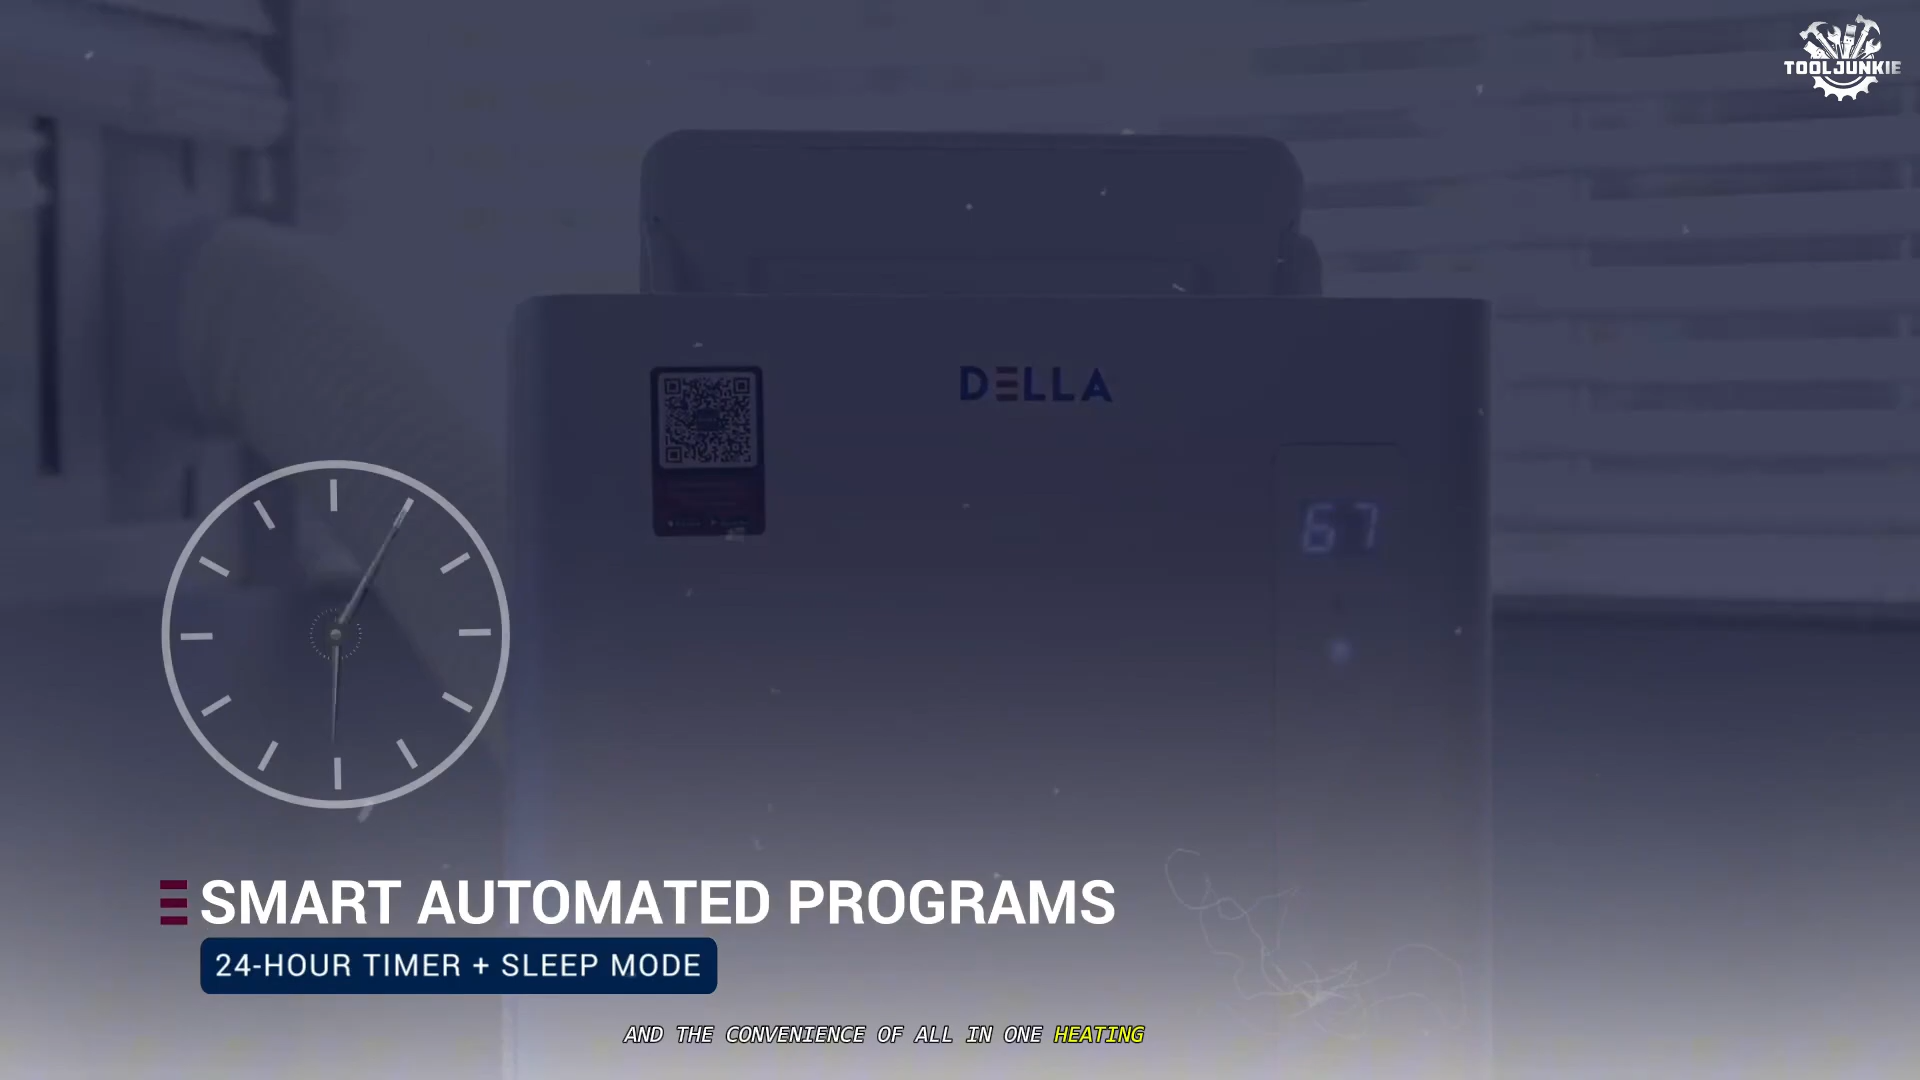 TOOLJUNKIE
DELLA
67
SMART AUTOMATED PROGRAMS
24-HOUR TIMER + SLEEP MODE
AND THE CONVENIENCE OF ALL IN ONE HEATING